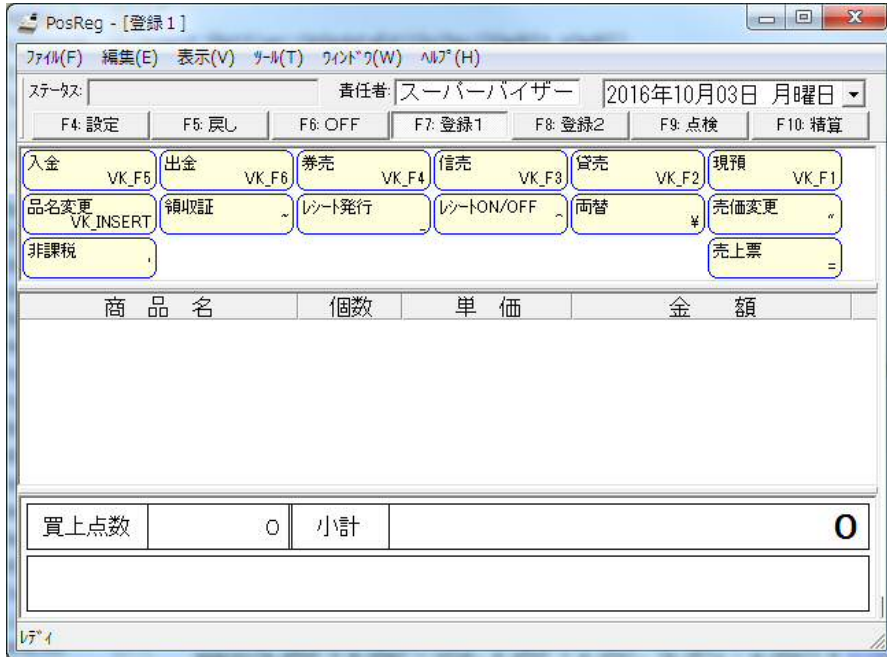 PosReg - [登録1]
ﾌｧｲﾙ(F) 編集(E) 表示(V) ﾂｰﾙ(T) ｳｨﾝﾄﾞｳ(W) ﾍﾙﾌﾟ(H)
ｽﾃｰﾀｽ: 責任者: スーパーバイザー 2016年10月03日 月曜日
F4: 設定 F5: 戻し F6: OFF F7: 登録1 F8: 登録2 F9: 点検 F10: 精算
入金 VK_F5 出金 VK_F6 券売 VK_F4 信売 VK_F3 貸売 VK_F2 現預 VK_F1
品名変更 VK_INSERT 領収証 ~ ﾚｼｰﾄ発行 _ ﾚｼｰﾄON/OFF ^ 両替 ¥ 売価変更 "
非課税 ' 売上票 =
商 品 名 個数 単 価 金 額
買上点数 0 小計 0
ﾚﾃﾞｨ